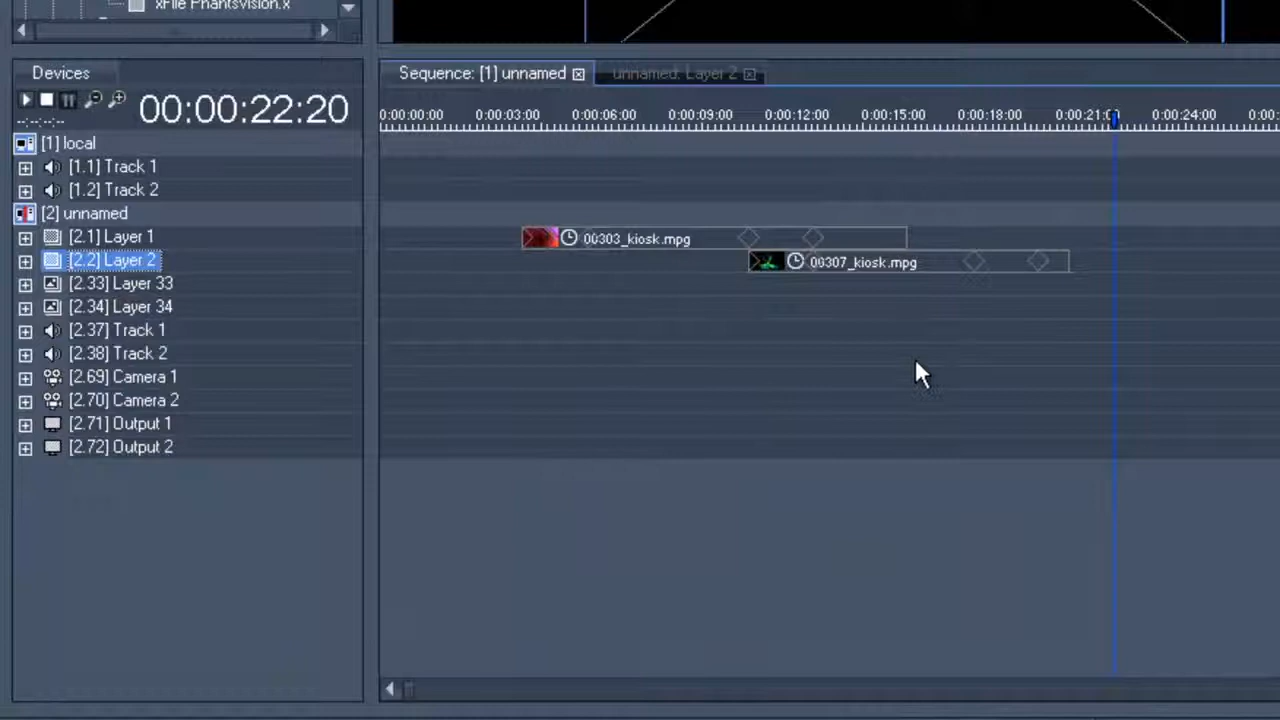 xFile Phantsvision.x
Devices
00:00:22:20
Sequence: [1] unnamed
unnamed: Layer 2
0:00:00:00 0:00:03:00 0:00:06:00 0:00:09:00 0:00:12:00 0:00:15:00 0:00:18:00 0:00:21:00 0:00:24:00 0:00:
[1] local
[1.1] Track 1
[1.2] Track 2
[2] unnamed
[2.1] Layer 1
00303_kiosk.mpg
[2.2] Layer 2
00307_kiosk.mpg
[2.33] Layer 33
[2.34] Layer 34
[2.37] Track 1
[2.38] Track 2
[2.69] Camera 1
[2.70] Camera 2
[2.71] Output 1
[2.72] Output 2